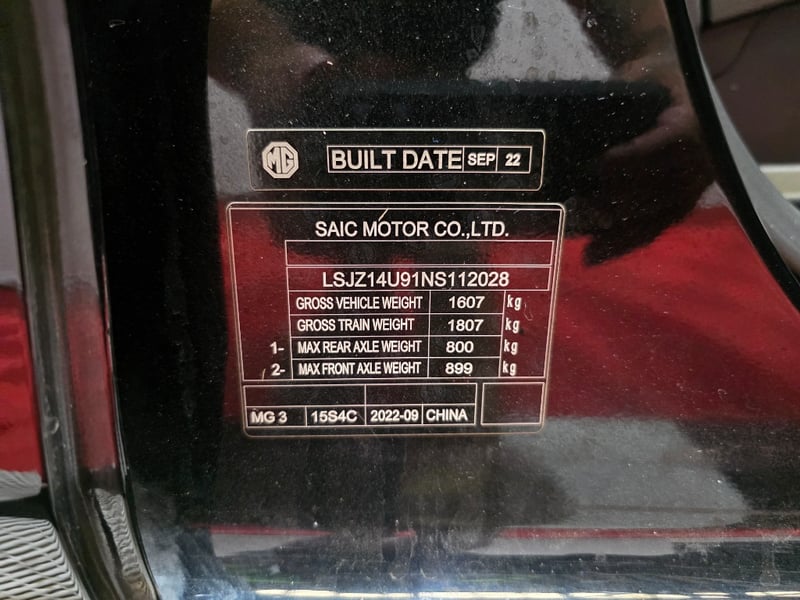 MG BUILT DATE SEP 22
SAIC MOTOR CO.,LTD.
LSJZ14U91NS112028
GROSS VEHICLE WEIGHT 1607 kg
GROSS TRAIN WEIGHT 1807 kg
1- MAX REAR AXLE WEIGHT 800 kg
2- MAX FRONT AXLE WEIGHT 899 kg
MG 3 15S4C 2022-09 CHINA